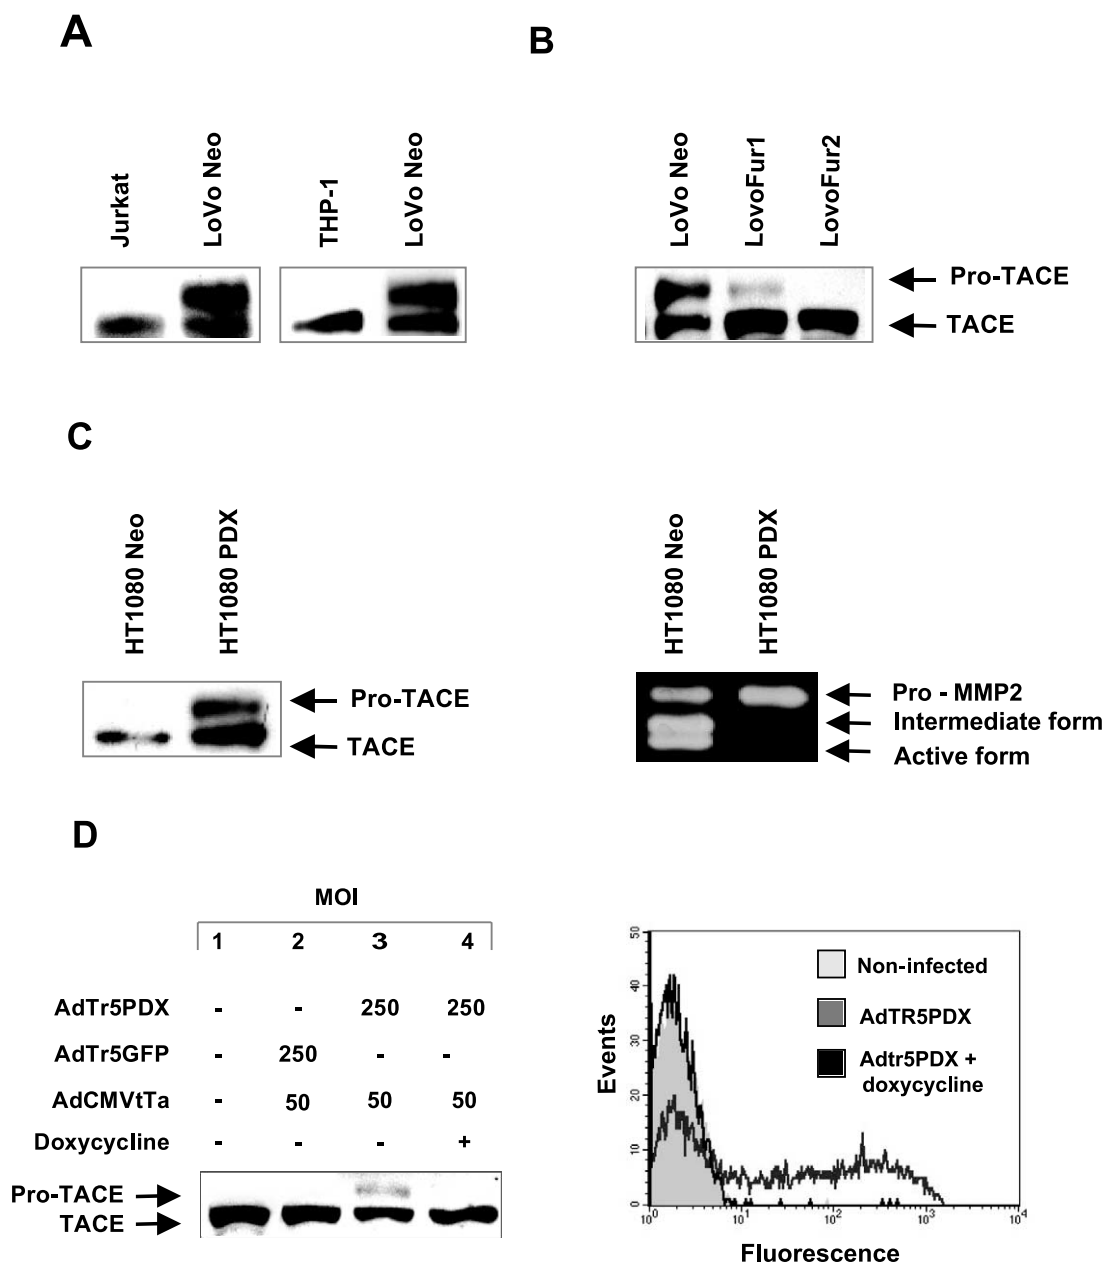 A
Jurkat
LoVo Neo
THP-1
LoVo Neo
B
LoVo Neo
LovoFur1
LovoFur2
Pro-TACE
TACE
C
HT1080 Neo
HT1080 PDX
Pro-TACE
TACE
HT1080 Neo
HT1080 PDX
Pro - MMP2
Intermediate form
Active form
D
MOI
1 2 3 4
AdTr5PDX - - 250 250
AdTr5GFP - 250 - -
AdCMVtTa - 50 50 50
Doxycycline - - - +
Pro-TACE
TACE
50
40
30
20
10
0
Events
Non-infected
AdTR5PDX
Adtr5PDX +
doxycycline
10⁰ 10¹ 10² 10³ 10⁴
Fluorescence